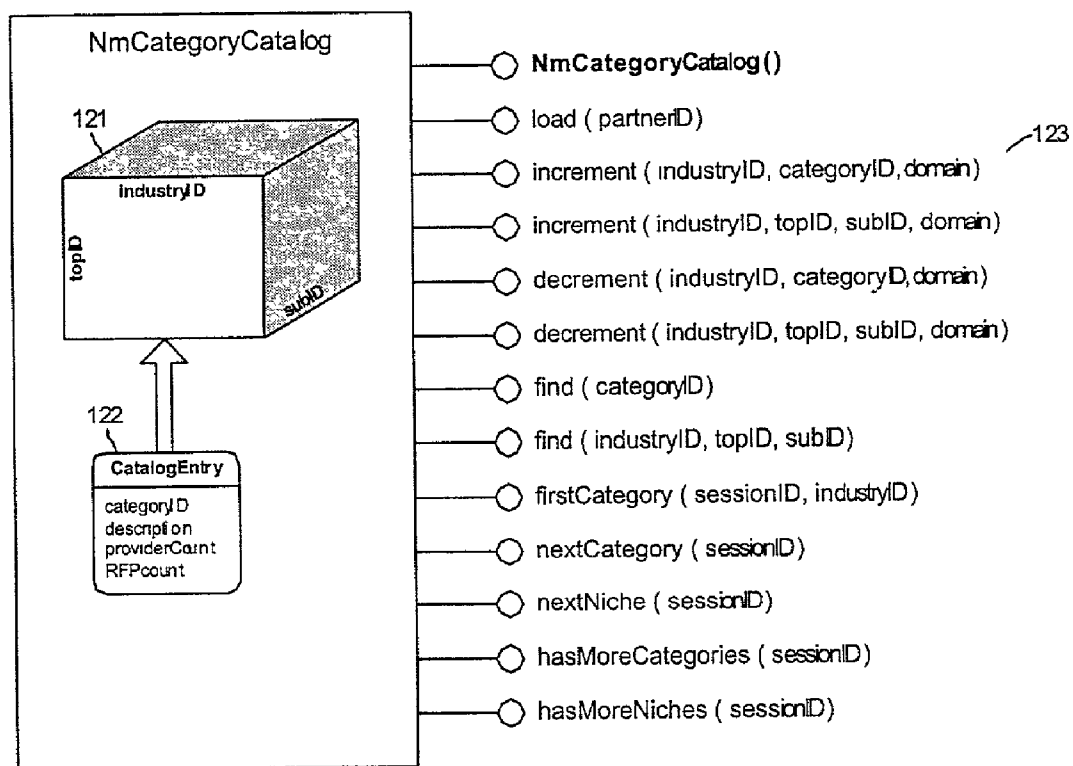 NmCategoryCatalog
121
industryID
topID
subID
122
CatalogEntry
categoryID
description
providerCount
RFPcount
NmCategoryCatalog()
load ( partnerID)
123
increment ( industryID, categoryID, domain)
increment ( industryID, topID, subID, domain)
decrement ( industryID, categoryID, domain)
decrement ( industryID, topID, subID, domain)
find ( categoryID)
find ( industryID, topID, subID)
firstCategory ( sessionID, industryID)
nextCategory ( sessionID)
nextNiche ( sessionID)
hasMoreCategories ( sessionID)
hasMoreNiches ( sessionID)